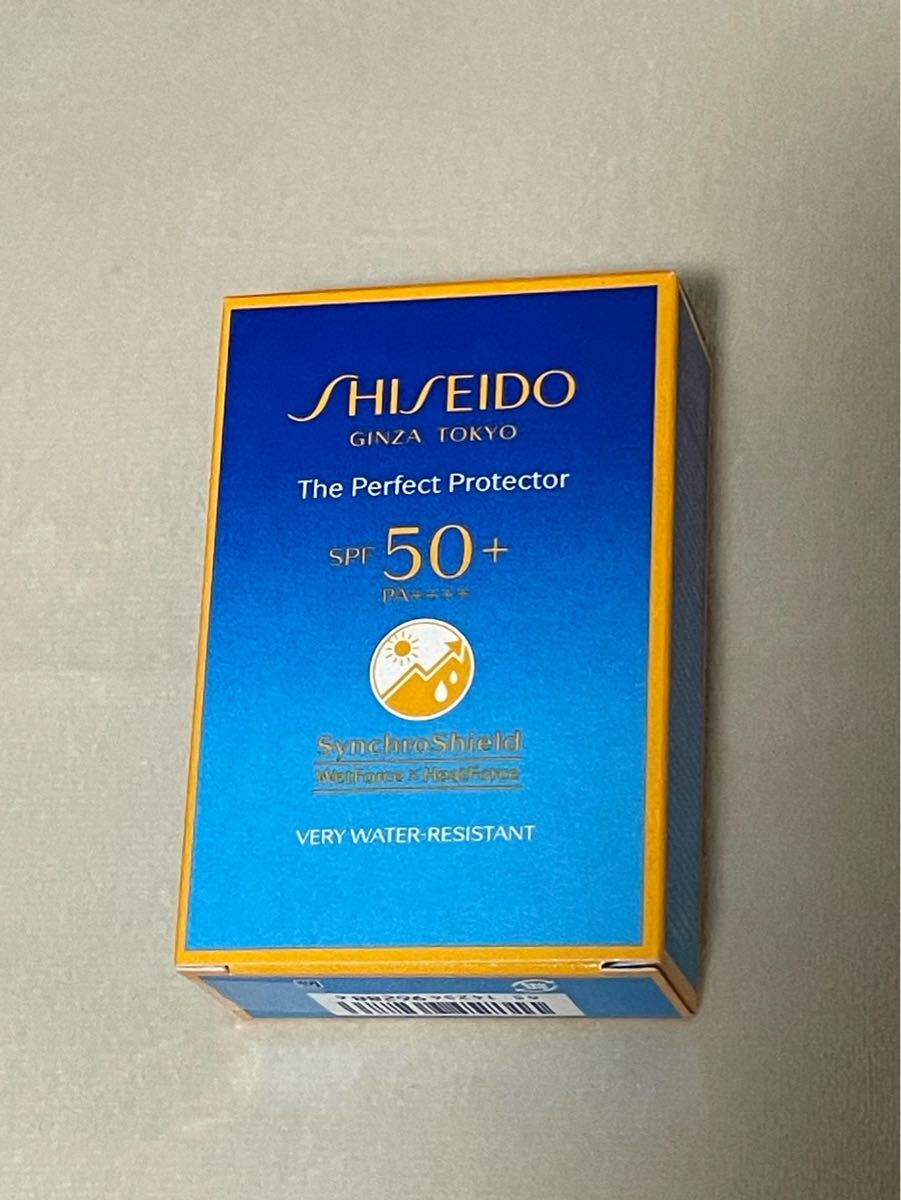 SHISEIDO
GINZA TOKYO
The Perfect Protector
SPF 50+
PA++++
SynchroShield
WetForce × HeatForce
VERY WATER-RESISTANT